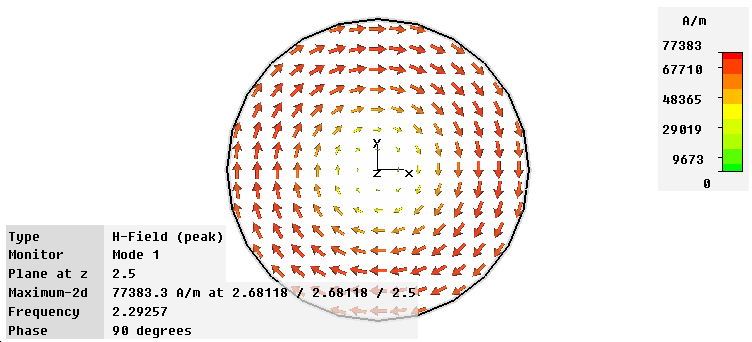 A/m
77383
67710
48365
29019
9673
0
Y
Z
X
Type H-Field (peak)
Monitor Mode 1
Plane at z 2.5
Maximum-2d 77383.3 A/m at 2.68118 / 2.68118 / 2.5
Frequency 2.29257
Phase 90 degrees